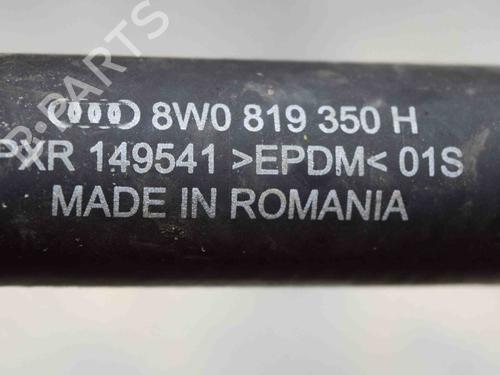 8W0 819 350 H
PXR 149541 >EPDM< 01S
MADE IN ROMANIA